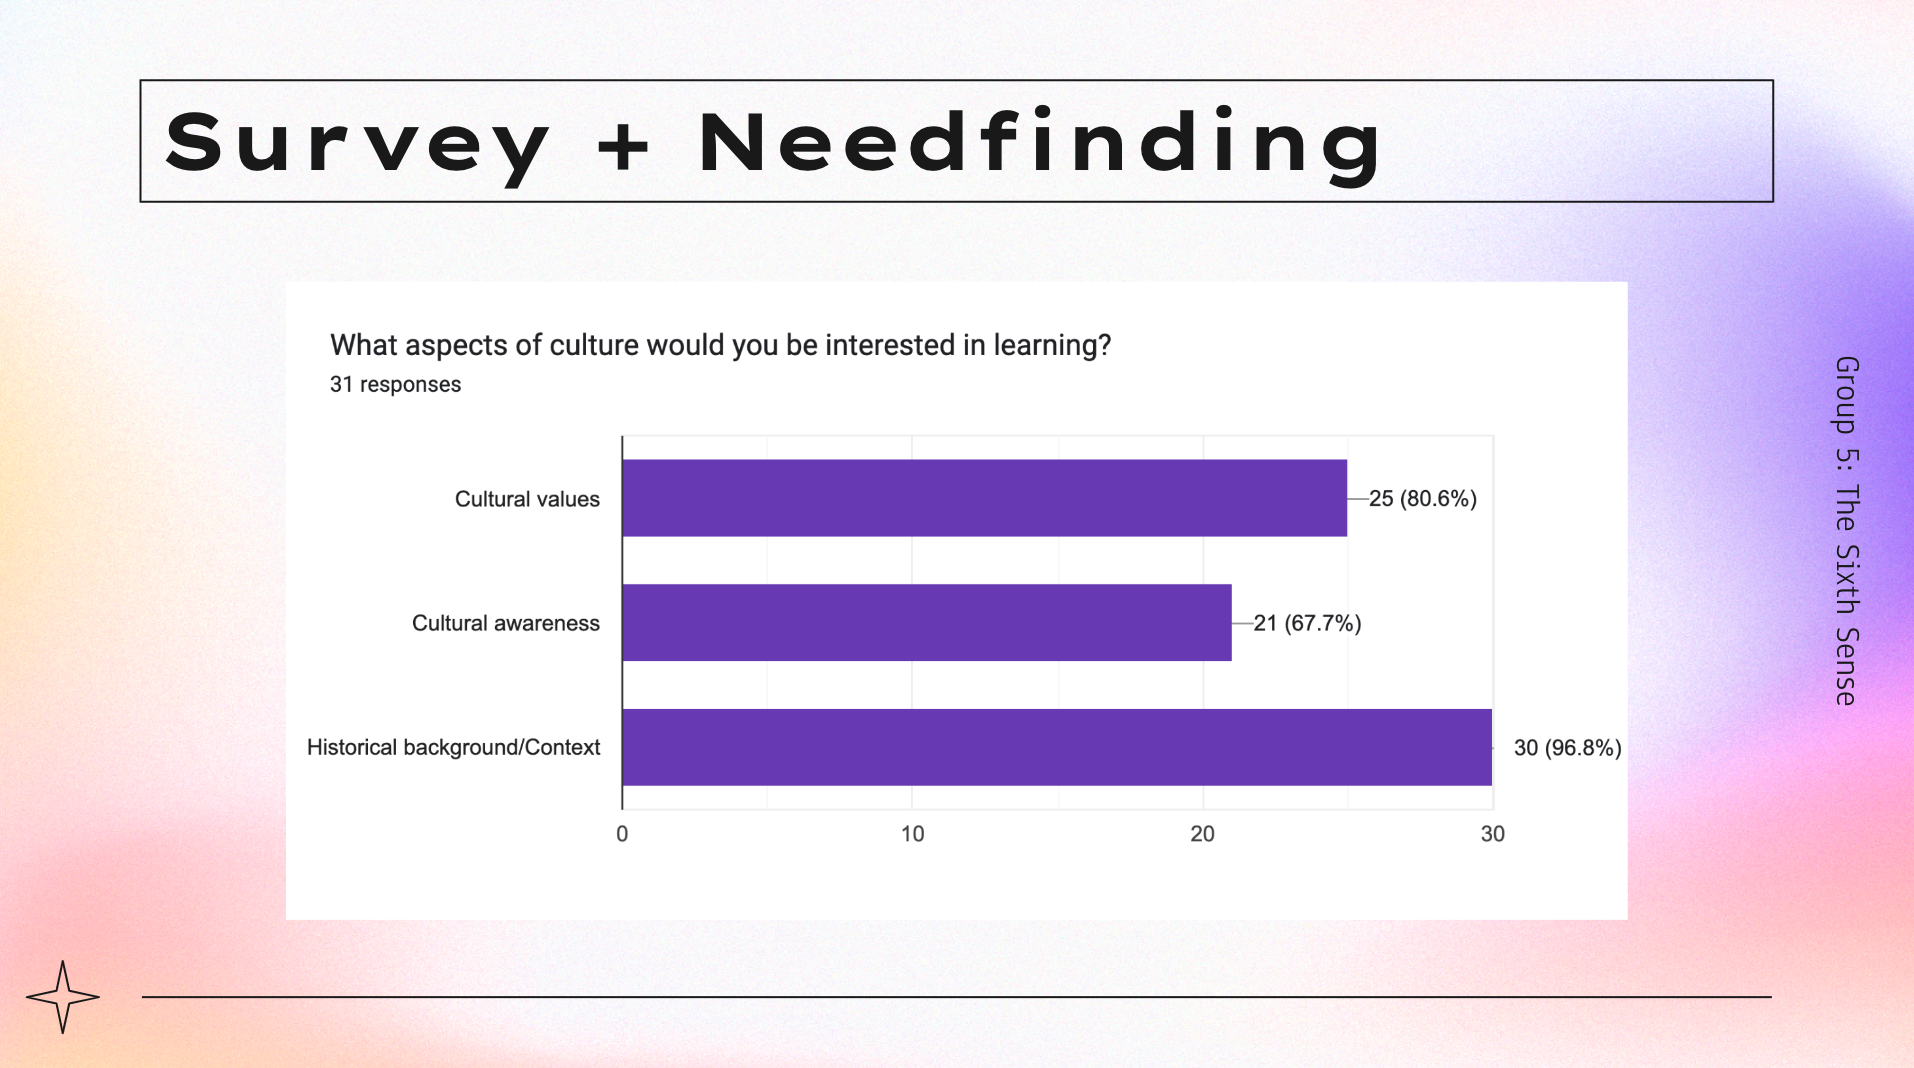 Survey + Needfinding
What aspects of culture would you be interested in learning?
31 responses
Cultural values
25 (80.6%)
Cultural awareness
21 (67.7%)
Historical background/Context
30 (96.8%)
0 10 20 30
Group 5: The Sixth Sense